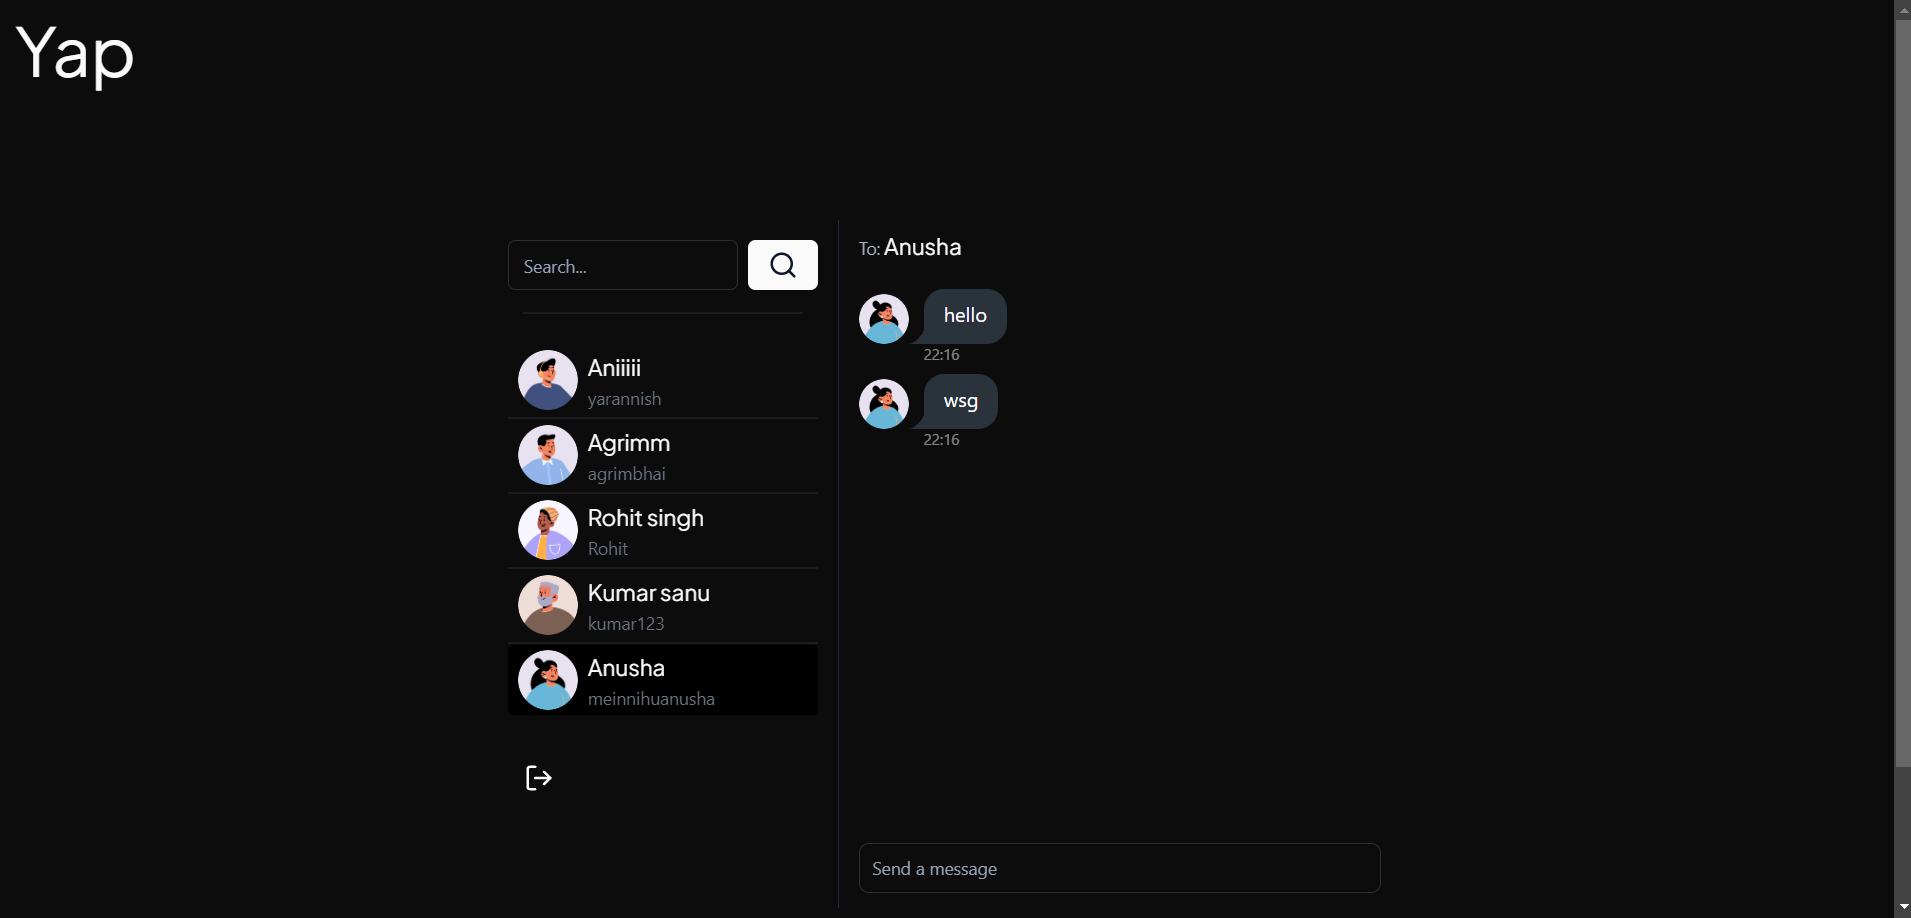 Yap
Search...
Aniiiii
yarannish
Agrimm
agrimbhai
Rohit singh
Rohit
Kumar sanu
kumar123
Anusha
meinnihuanusha
To: Anusha
hello
22:16
wsg
22:16
Send a message